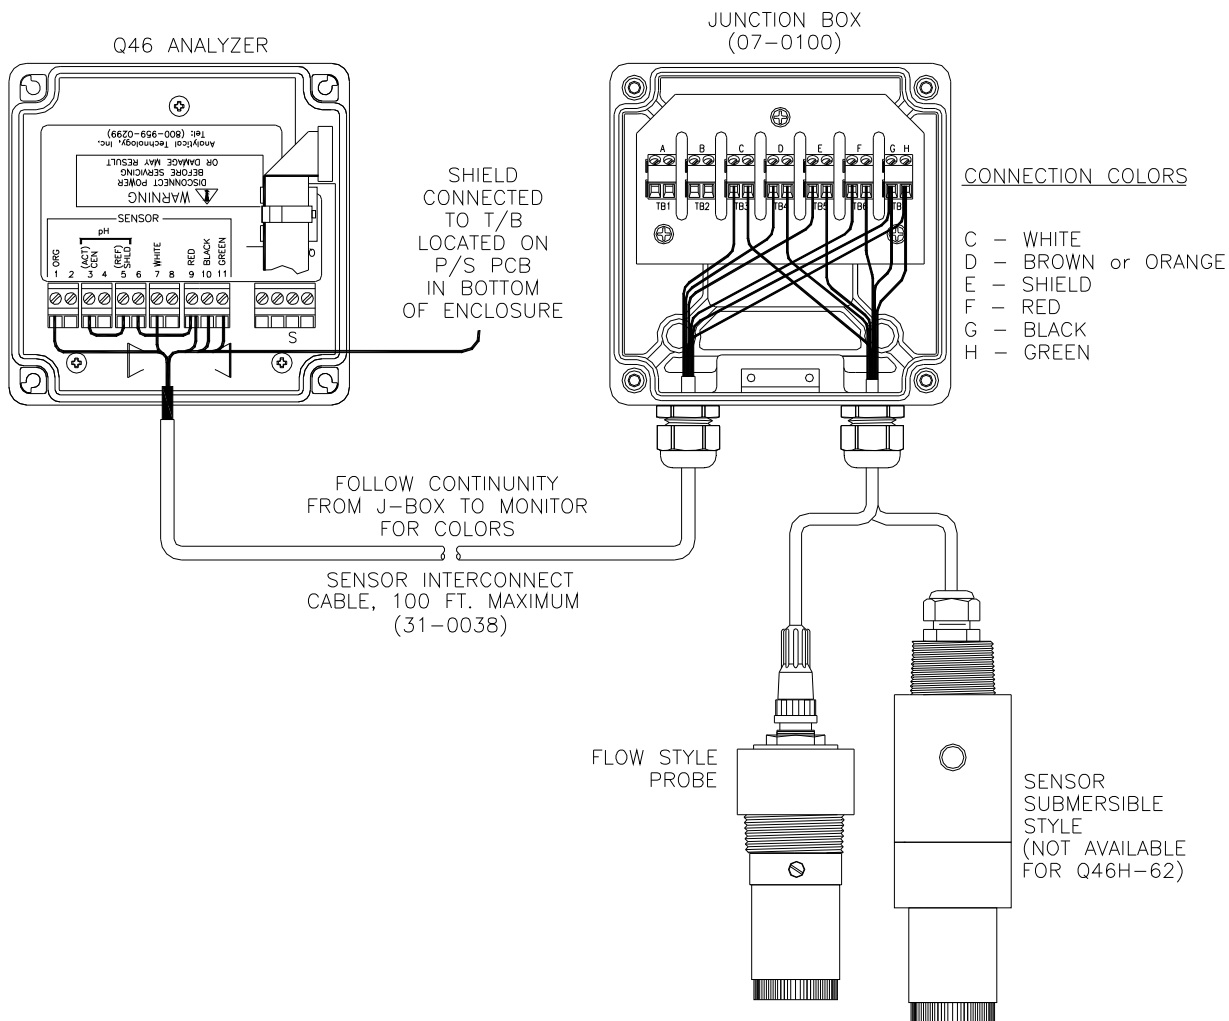 Q46 ANALYZER
JUNCTION BOX
(07-0100)
Analytical Technology, Inc.
Tel: (800-959-0299)
WARNING
DISCONNECT POWER
BEFORE SERVICING
OR DAMAGE MAY RESULT
SENSOR
pH
ORG
(ACT)
CEN
(REF)
SHLD
WHITE
RED
BLACK
GREEN
1 2 3 4 5 6 7 8 9 10 11
S
SHIELD
CONNECTED
TO T/B
LOCATED ON
P/S PCB
IN BOTTOM
OF ENCLOSURE
A B C D E F G H
TB1 TB2 TB3 TB4 TB5 TB6
CONNECTION COLORS
C - WHITE
D - BROWN or ORANGE
E - SHIELD
F - RED
G - BLACK
H - GREEN
FOLLOW CONTINUNITY
FROM J-BOX TO MONITOR
FOR COLORS
SENSOR INTERCONNECT
CABLE, 100 FT. MAXIMUM
(31-0038)
FLOW STYLE
PROBE
SENSOR
SUBMERSIBLE
STYLE
(NOT AVAILABLE
FOR Q46H-62)